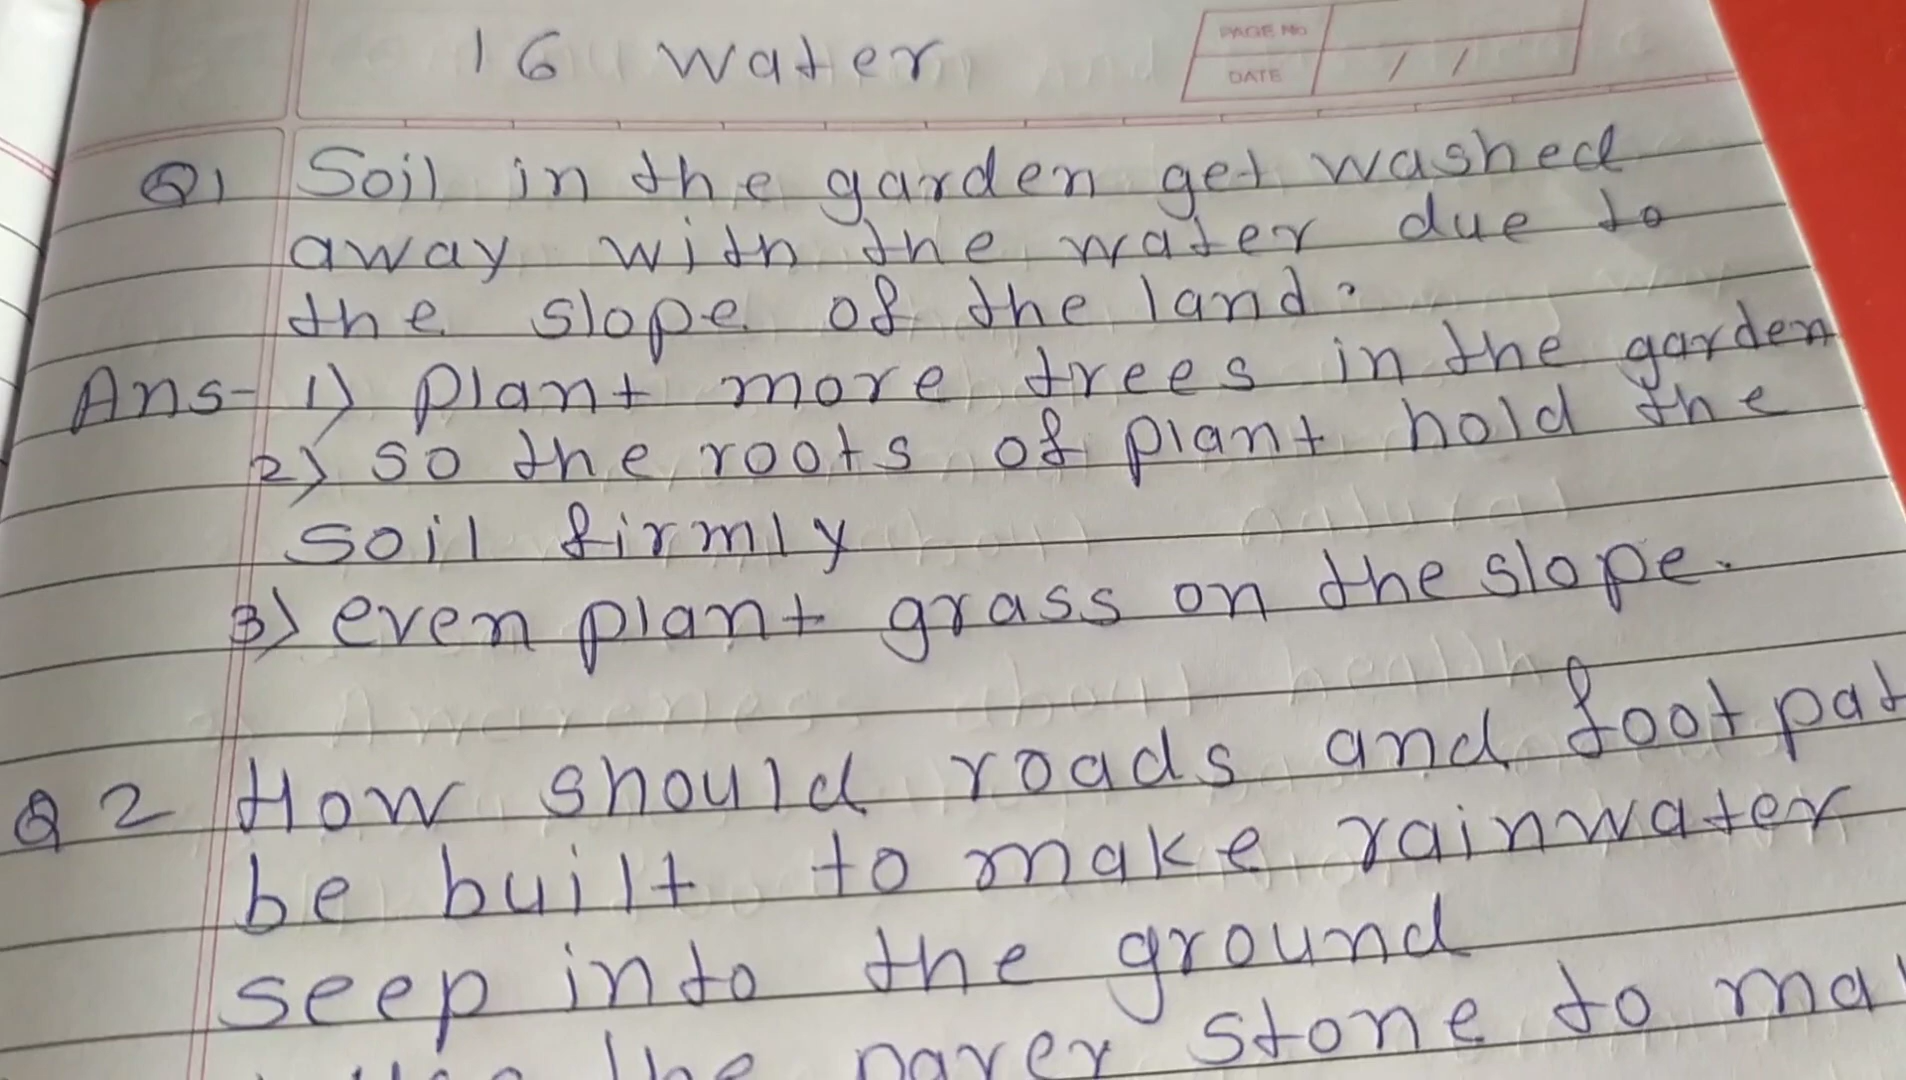 16 water
PAGE No
DATE / /
Q1 Soil in the garden get washed
away with the water due to
the slope of the land.
Ans- 1) Plant more trees in the garden
2) so the roots of plant hold the
soil firmly
3) even plant grass on the slope.
Q 2 How should roads and foot pat
be built to make rainwater
seep into the ground
the paver stone to ma